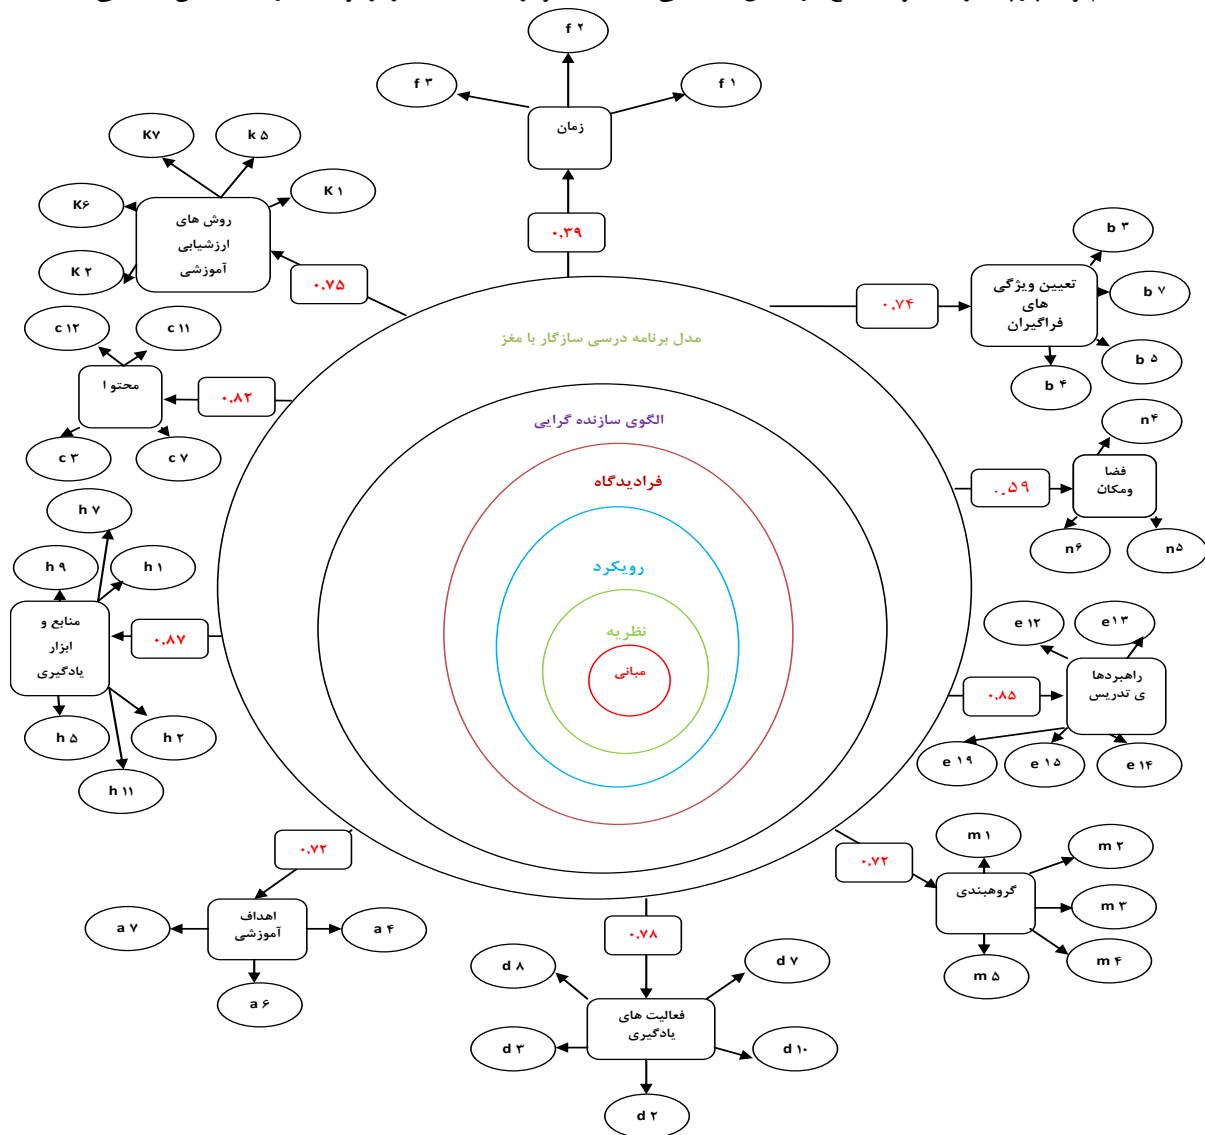 f ۲
f ۳
f ۱
زمان
۰,۳۹
K۷
k ۵
K ۱
K۶
K ۲
روش های
ارزشیابی
آموزشی
۰,۷۵
b ۳
b ۷
b ۵
b ۴
تعیین ویژگی
های
فراگیران
۰,۷۴
مدل برنامه درسی سازگار با مغز
c ۱۲
c ۱۱
محتوا
۰,۸۲
c ۳
c ۷
الگوی سازنده گرایی
n۴
فضا
ومکان
۰.۵۹
n۶
n۵
فرادیدگاه
رویکرد
نظریه
مبانی
h ۷
h ۹
h ۱
منابع و
ابزار
یادگیری
۰,۸۷
h ۵
h ۲
h ۱۱
e ۱۲
e ۱۳
راهبردها
ی تدریس
۰,۸۵
e ۱۹
e ۱۵
e ۱۴
۰,۷۲
اهداف
آموزشی
a ۷
a ۴
a ۶
۰,۷۲
m ۱
m ۲
گروهبندی
m ۳
m ۴
m ۵
۰,۷۸
d ۸
d ۷
فعالیت های
یادگیری
d ۳
d ۱۰
d ۲